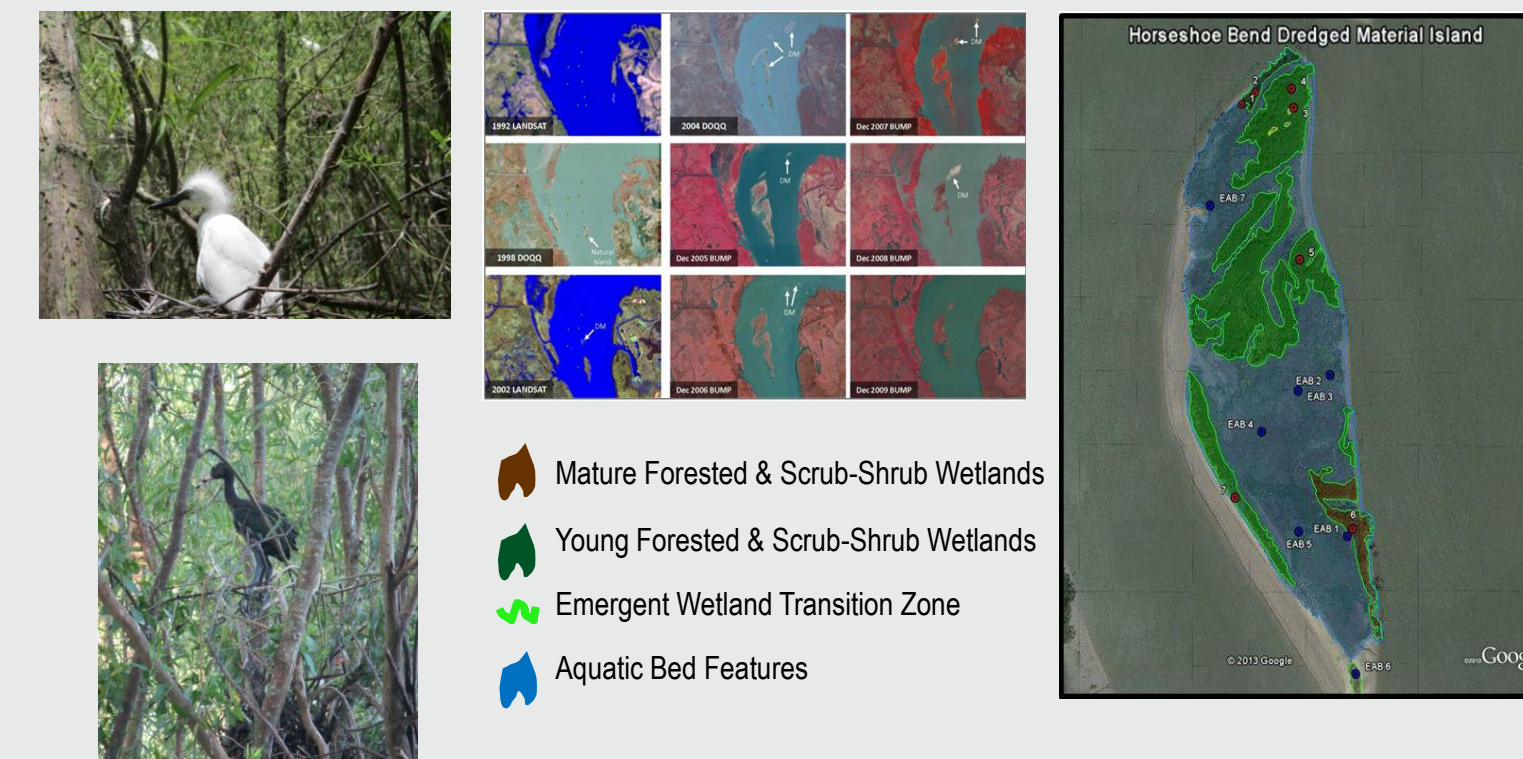 1992 LANDSAT
DM
2004 DOQQ
DM
Dec 2007 BUMP
Natural
Island
1998 DOQQ
DM
Dec 2005 BUMP
DM
Dec 2008 BUMP
DM
2002 LANDSAT
DM
Dec 2006 BUMP
Dec 2009 BUMP
Mature Forested & Scrub-Shrub Wetlands
Young Forested & Scrub-Shrub Wetlands
Emergent Wetland Transition Zone
Aquatic Bed Features
Horseshoe Bend Dredged Material Island
2
1
4
3
EAB 7
5
EAB 2
EAB 3
EAB 4
7
6
EAB 1
EAB 5
EAB 6
© 2013 Google